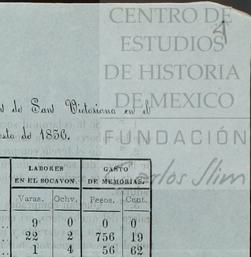 CENTRO DE
ESTUDIOS
DE HISTORIA
DE MEXICO
FUNDACIÓN
Carlos Slim
de San Victoriano en el
de 1856.
LABORES
EN EL SOCAVON.
GASTO
DE MEMORIAS.
Varas. Ochv. Pesos. Cent.
9 0 0 0
22 2 756 19
1 4 56 62